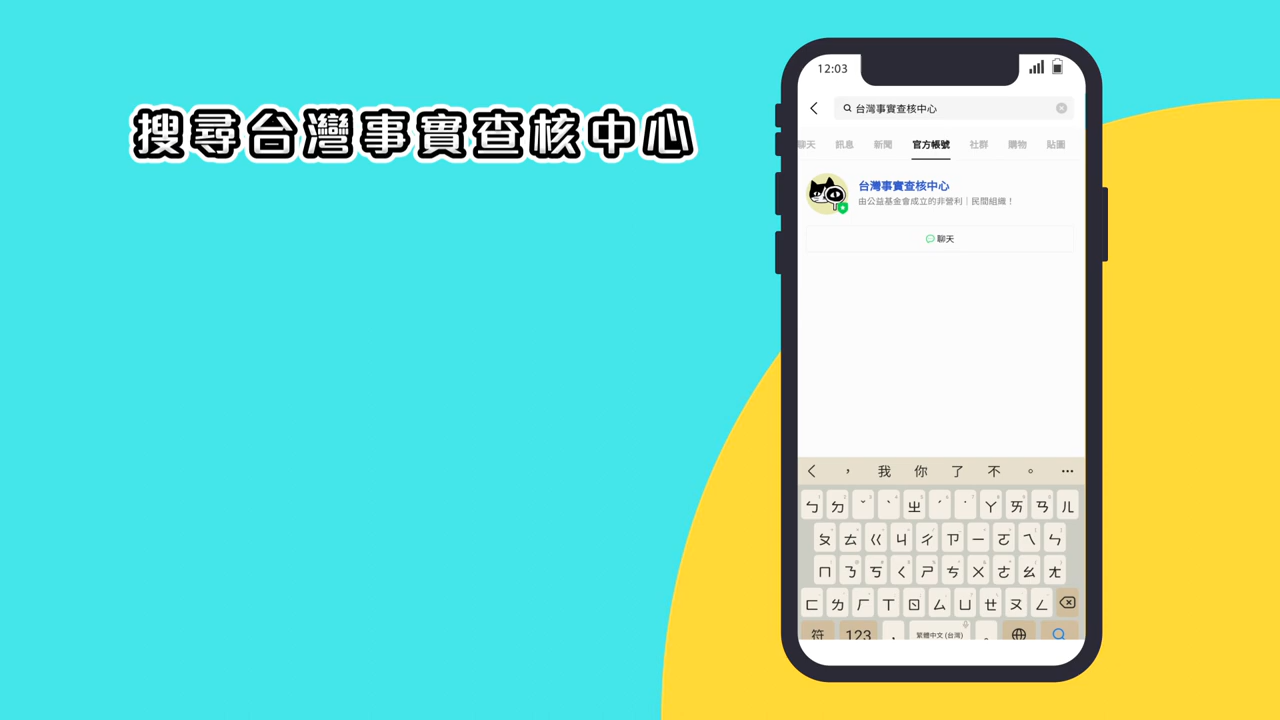 搜尋台灣事實查核中心
12:03
台灣事實查核中心
聊天 訊息 新聞 官方帳號 社群 購物 貼圖
台灣事實查核中心
由公益基金會成立的非營利｜民間組織！
聊天
， 我 你 了 不 。 …
ㄅ ㄉ ˇ ˋ ㄓ ˊ ˙ ㄚ ㄞ ㄢ ㄦ
ㄆ ㄊ ㄍ ㄐ ㄔ ㄗ ㄧ ㄛ ㄟ ㄣ
ㄇ ㄋ ㄎ ㄑ ㄕ ㄘ ㄨ ㄜ ㄠ ㄤ
ㄈ ㄌ ㄏ ㄒ ㄖ ㄙ ㄩ ㄝ ㄡ ㄥ
符 123 ， 繁體中文 (台灣) 。